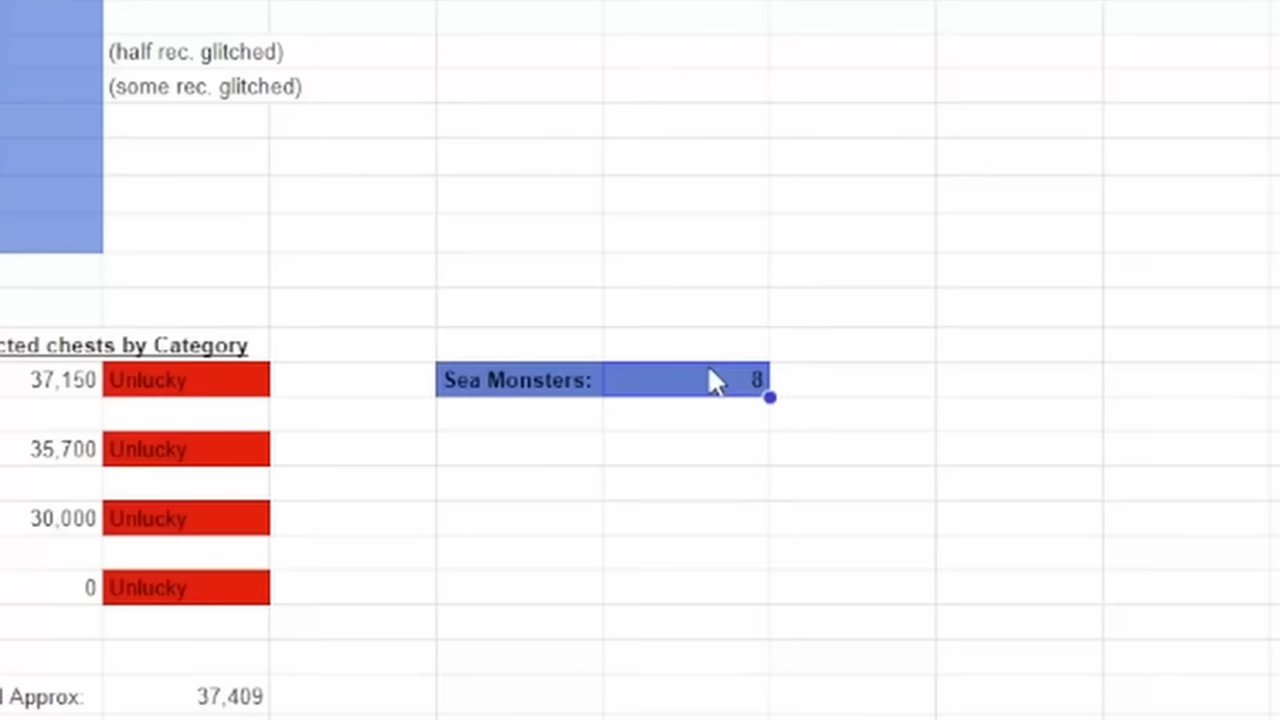 (half rec. glitched)
(some rec. glitched)
cted chests by Category
37,150 Unlucky Sea Monsters: 8
35,700 Unlucky
30,000 Unlucky
0 Unlucky
Approx: 37,409